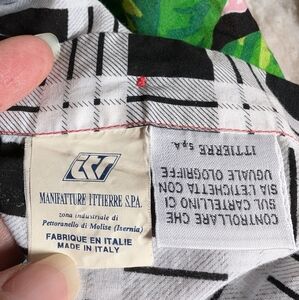 ITTI
MANIFATTURE ITTIERRE S.P.A.
zona industriale di
Pettoranello di Molise (Isernia)
FABRIQUE EN ITALIE
MADE IN ITALY
CONTROLLARE CHE
SUL CARTELLINO CI
SIA L'ETICHETTA CON
UGUALE OLOGRIFFE
ITTIERRE S.p.A.